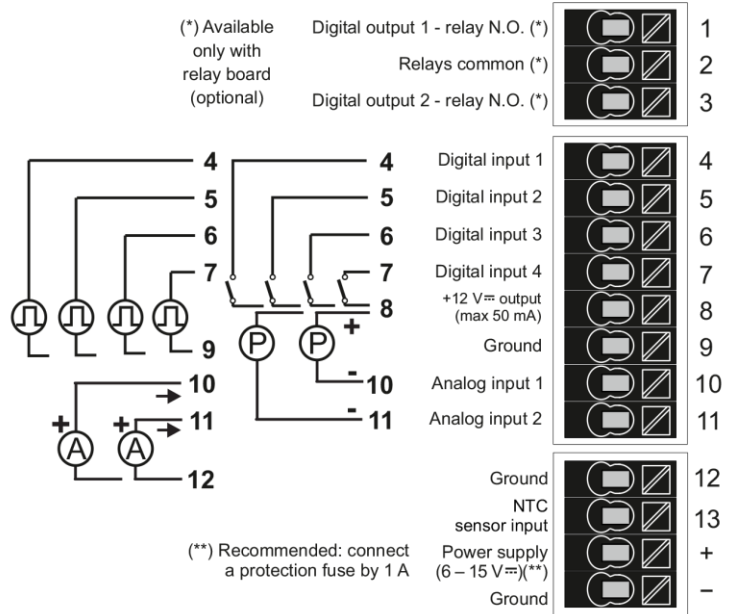 (*) Available
only with
relay board
(optional)
Digital output 1 - relay N.O. (*)
1
Relays common (*)
2
Digital output 2 - relay N.O. (*)
3
4
4
Digital input 1
4
5
5
Digital input 2
5
6
6
Digital input 3
6
7
7
Digital input 4
7
8
+12 V⎓ output
(max 50 mA)
8
P
P
+
9
Ground
9
-
10
10
Analog input 1
10
-
11
11
Analog input 2
11
+
A
+
A
12
Ground
12
NTC
sensor input
13
(**) Recommended: connect
a protection fuse by 1 A
Power supply
(6 – 15 V⎓)(**)
+
Ground
–